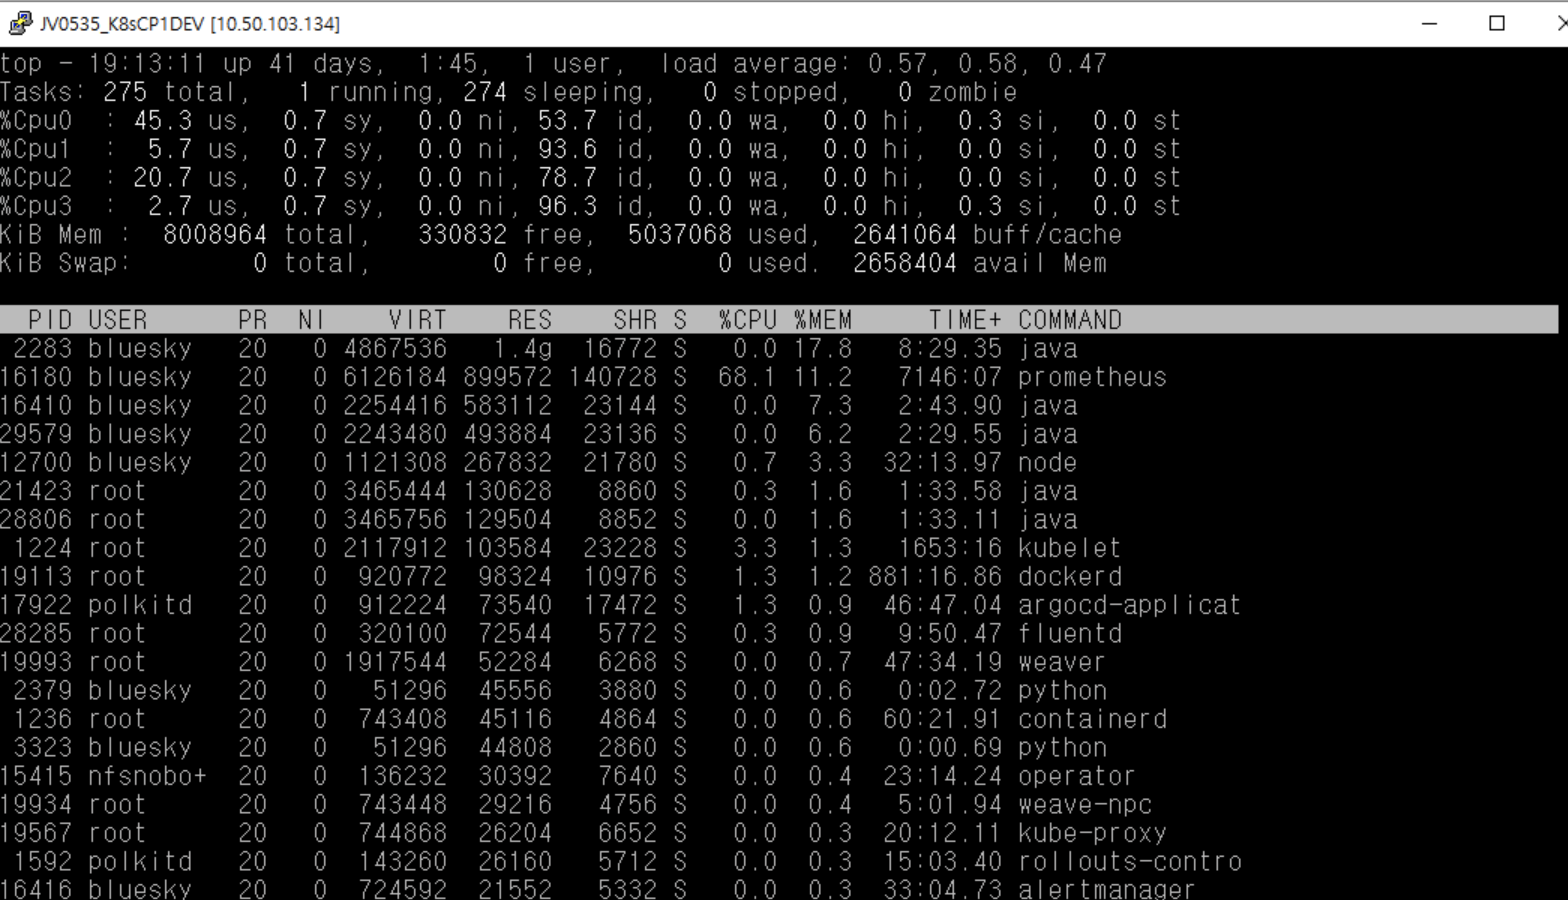 JV0535_K8sCP1DEV [10.50.103.134]
top - 19:13:11 up 41 days,  1:45,  1 user,  load average: 0.57, 0.58, 0.47
Tasks: 275 total,   1 running, 274 sleeping,   0 stopped,   0 zombie
%Cpu0  : 45.3 us,  0.7 sy,  0.0 ni, 53.7 id,  0.0 wa,  0.0 hi,  0.3 si,  0.0 st
%Cpu1  :  5.7 us,  0.7 sy,  0.0 ni, 93.6 id,  0.0 wa,  0.0 hi,  0.0 si,  0.0 st
%Cpu2  : 20.7 us,  0.7 sy,  0.0 ni, 78.7 id,  0.0 wa,  0.0 hi,  0.0 si,  0.0 st
%Cpu3  :  2.7 us,  0.7 sy,  0.0 ni, 96.3 id,  0.0 wa,  0.0 hi,  0.3 si,  0.0 st
KiB Mem :  8008964 total,   330832 free,  5037068 used,  2641064 buff/cache
KiB Swap:        0 total,        0 free,        0 used.  2658404 avail Mem
  PID USER      PR  NI    VIRT    RES    SHR S  %CPU %MEM     TIME+ COMMAND
 2283 bluesky   20   0 4867536   1.4g  16772 S   0.0 17.8   8:29.35 java
16180 bluesky   20   0 6126184 899572 140728 S  68.1 11.2   7146:07 prometheus
16410 bluesky   20   0 2254416 583112  23144 S   0.0  7.3   2:43.90 java
29579 bluesky   20   0 2243480 493884  23136 S   0.0  6.2   2:29.55 java
12700 bluesky   20   0 1121308 267832  21780 S   0.7  3.3  32:13.97 node
21423 root      20   0 3465444 130628   8860 S   0.3  1.6   1:33.58 java
28806 root      20   0 3465756 129504   8852 S   0.0  1.6   1:33.11 java
 1224 root      20   0 2117912 103584  23228 S   3.3  1.3   1653:16 kubelet
19113 root      20   0  920772  98324  10976 S   1.3  1.2 881:16.86 dockerd
17922 polkitd   20   0  912224  73540  17472 S   1.3  0.9  46:47.04 argocd-applicat
28285 root      20   0  320100  72544   5772 S   0.3  0.9   9:50.47 fluentd
19993 root      20   0 1917544  52284   6268 S   0.0  0.7  47:34.19 weaver
 2379 bluesky   20   0   51296  45556   3880 S   0.0  0.6   0:02.72 python
 1236 root      20   0  743408  45116   4864 S   0.0  0.6  60:21.91 containerd
 3323 bluesky   20   0   51296  44808   2860 S   0.0  0.6   0:00.69 python
15415 nfsnobo+  20   0  136232  30392   7640 S   0.0  0.4  23:14.24 operator
19934 root      20   0  743448  29216   4756 S   0.0  0.4   5:01.94 weave-npc
19567 root      20   0  744868  26204   6652 S   0.0  0.3  20:12.11 kube-proxy
 1592 polkitd   20   0  143260  26160   5712 S   0.0  0.3  15:03.40 rollouts-contro
16416 bluesky   20   0  724592  21552   5332 S   0.0  0.3  33:04.73 alertmanager